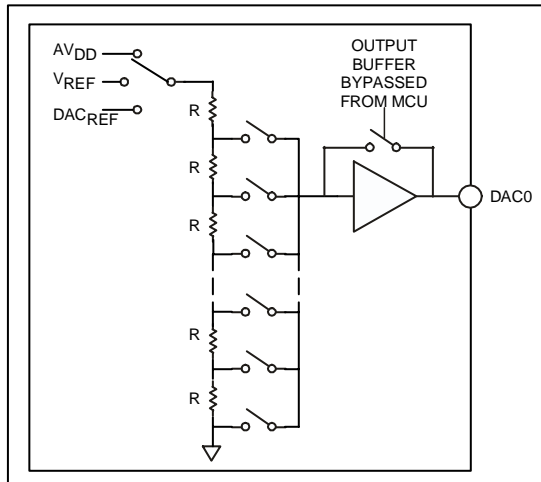 AVDD
VREF
DACREF
OUTPUT
BUFFER
BYPASSED
FROM MCU
R
R
R
R
R
DAC0